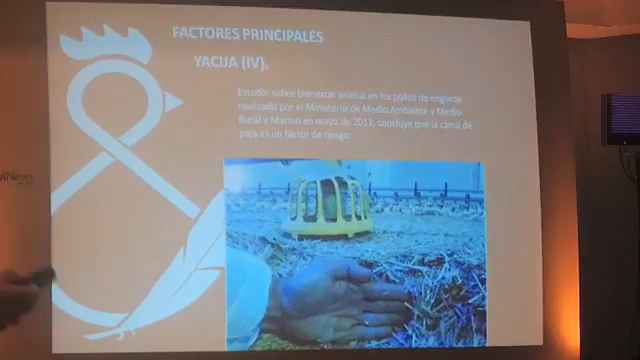 FACTORES PRINCIPALES
YACIJA (IV).
Estudio sobre bienestar animal en los pollos de engorde
realizado por el Ministerio de Medio Ambiente y Medio
Rural y Marino en mayo de 2011; concluye que la cama de
paja es un factor de riesgo.
viNews